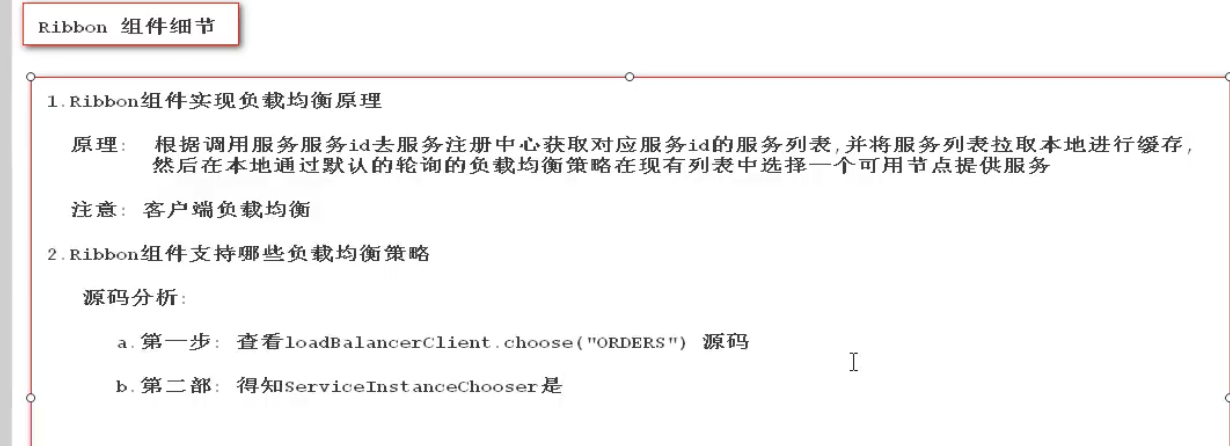 Ribbon 组件细节
1.Ribbon组件实现负载均衡原理
原理: 根据调用服务服务id去服务注册中心获取对应服务id的服务列表,并将服务列表拉取本地进行缓存,
然后在本地通过默认的轮询的负载均衡策略在现有列表中选择一个可用节点提供服务
注意: 客户端负载均衡
2.Ribbon组件支持哪些负载均衡策略
源码分析:
a.第一步: 查看loadBalancerClient.choose("ORDERS") 源码
b.第二部: 得知ServiceInstanceChooser是